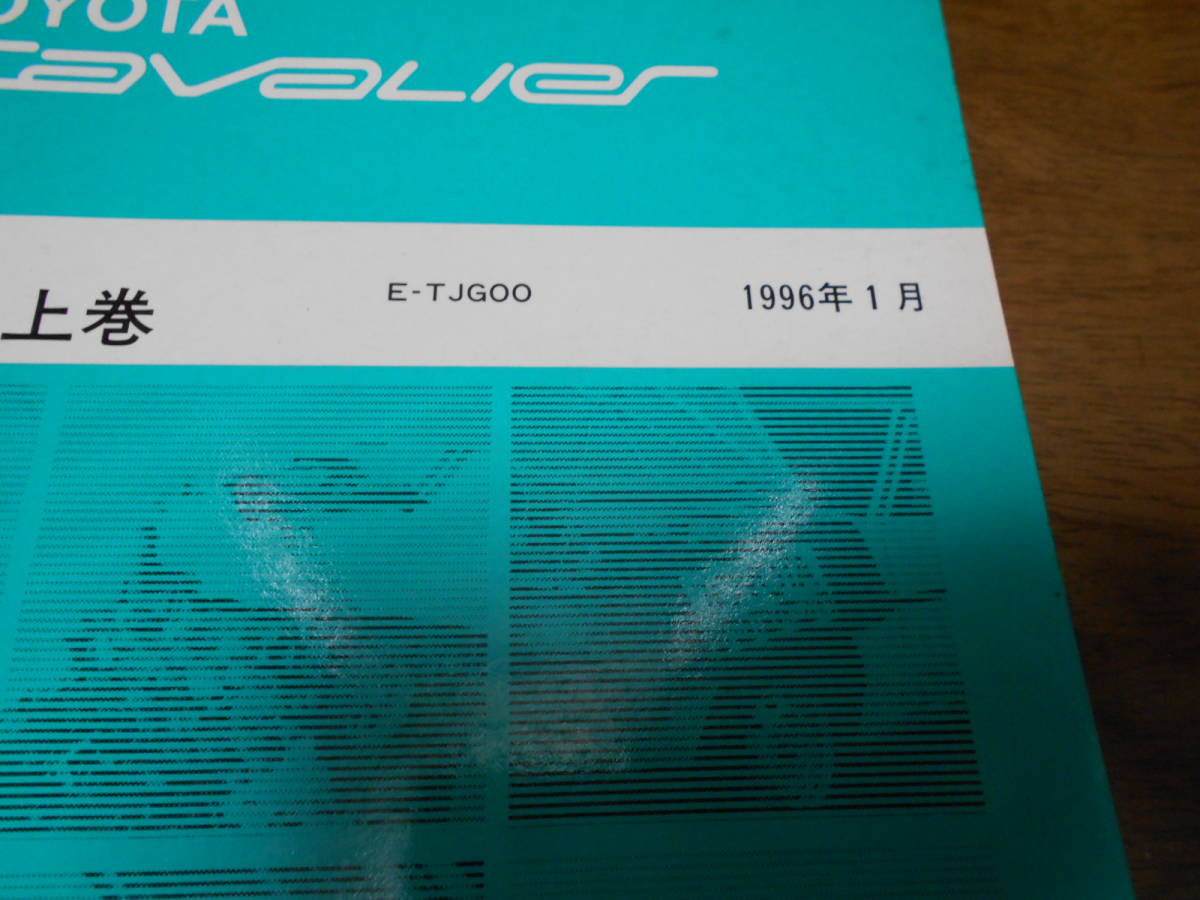 OYOTA
Cavalier
上巻
E-TJG00
1996年1月